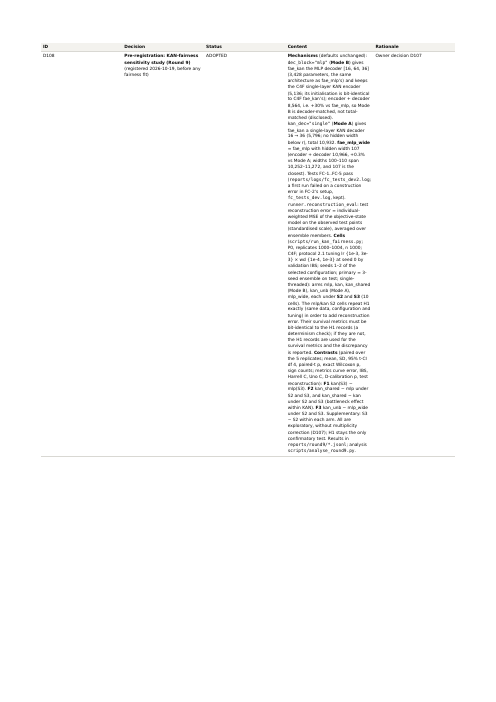 ID Decision Status Content Rationale
D108 Pre-registration: KAN-fairness sensitivity study (Round 9) (registered 2026-10-19, before any fairness fit) ADOPTED
Mechanisms (defaults unchanged):
dec_block="mlp" (Mode B) gives
fae_kan the MLP decoder [16, 64, 36]
(3,428 parameters, the same
architecture as fae_mlp's) and keeps
the C4F single-layer KAN encoder
(5,136; its initialisation is bit-identical
to C4F fae_kan's); encoder + decoder
8,564, i.e. +30% vs fae_mlp, so Mode
B is decoder-matched, not total-
matched (disclosed).
kan_dec="single" (Mode A) gives
fae_kan a single-layer KAN decoder
16 → 36 (5,796; no hidden width
below r), total 10,932. fae_mlp_wide
= fae_mlp with hidden width 107
(encoder + decoder 10,966, +0.3%
vs Mode A; widths 100–110 span
10,252–11,272, and 107 is the
closest). Tests FC-1..FC-5 pass
(reports/logs/fc_tests_dev2.log;
a first run failed on a construction
error in FC-2's setup,
fc_tests_dev.log, kept).
runner.reconstruction_eval: test
reconstruction error = individual-
weighted MSE of the objective-state
model on the observed test points
(standardised scale), averaged over
ensemble members. Cells
(scripts/run_kan_fairness.py;
P0, replicates 1000–1004, n 1000;
C4F; protocol 2.1 tuning lr {1e-3, 3e-
3} × wd {1e-4, 1e-3} at seed 0 by
validation IBS; seeds 1–2 of the
selected configuration; primary = 3-
seed ensemble on test, single-
threaded): arms mlp, kan, kan_shared
(Mode B), kan_unb (Mode A),
mlp_wide, each under S2 and S3 (10
cells). The mlp/kan S2 cells repeat H1
exactly (same data, configuration and
tuning) in order to add reconstruction
error. Their survival metrics must be
bit-identical to the H1 records (a
determinism check); if they are not,
the H1 records are used for the
survival metrics and the discrepancy
is reported. Contrasts (paired over
the 5 replicates; mean, SD, 95% t-CI
df 4, paired-t p, exact Wilcoxon p,
sign counts; metrics curve error, IBS,
Harrell C, Uno C, D-calibration p, test
reconstruction): F1 kan(S3) −
mlp(S3). F2 kan_shared − mlp under
S2 and S3, and kan_shared − kan
under S2 and S3 (bottleneck effect
within KAN). F3 kan_unb − mlp_wide
under S2 and S3. Supplementary: S3
− S2 within each arm. All are
exploratory, without multiplicity
correction (D107); H1 stays the only
confirmatory test. Results in
reports/round9/*.jsonl; analysis
scripts/analyse_round9.py.
Owner decision D107